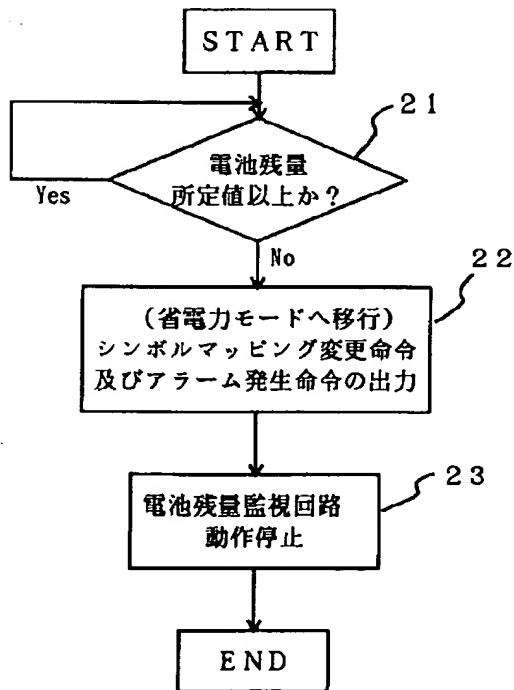 START
21
電池残量
所定値以上か？
Yes
No
22
(省電力モードへ移行)
シンボルマッピング変更命令
及びアラーム発生命令の出力
23
電池残量監視回路
動作停止
END